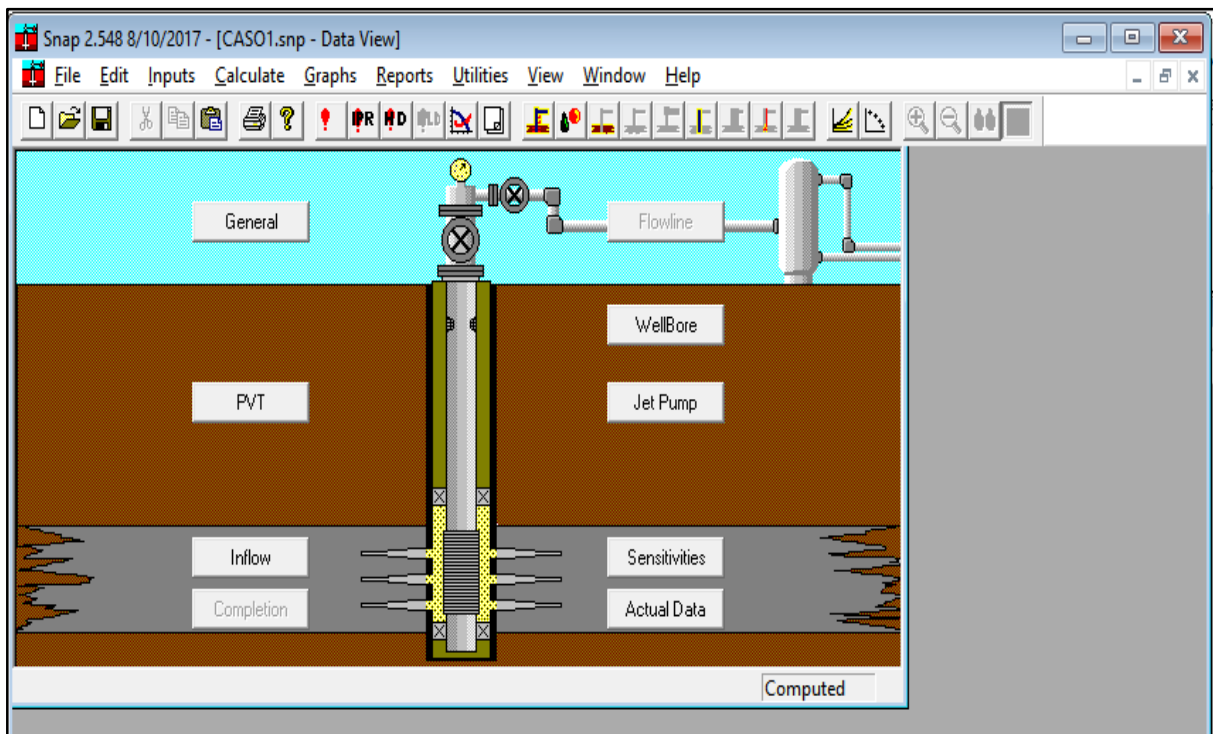 Snap 2.548 8/10/2017 - [CASO1.snp - Data View]
File Edit Inputs Calculate Graphs Reports Utilities View Window Help
R D LD
General Flowline
WellBore
PVT Jet Pump
Inflow Sensitivities
Completion Actual Data
Computed